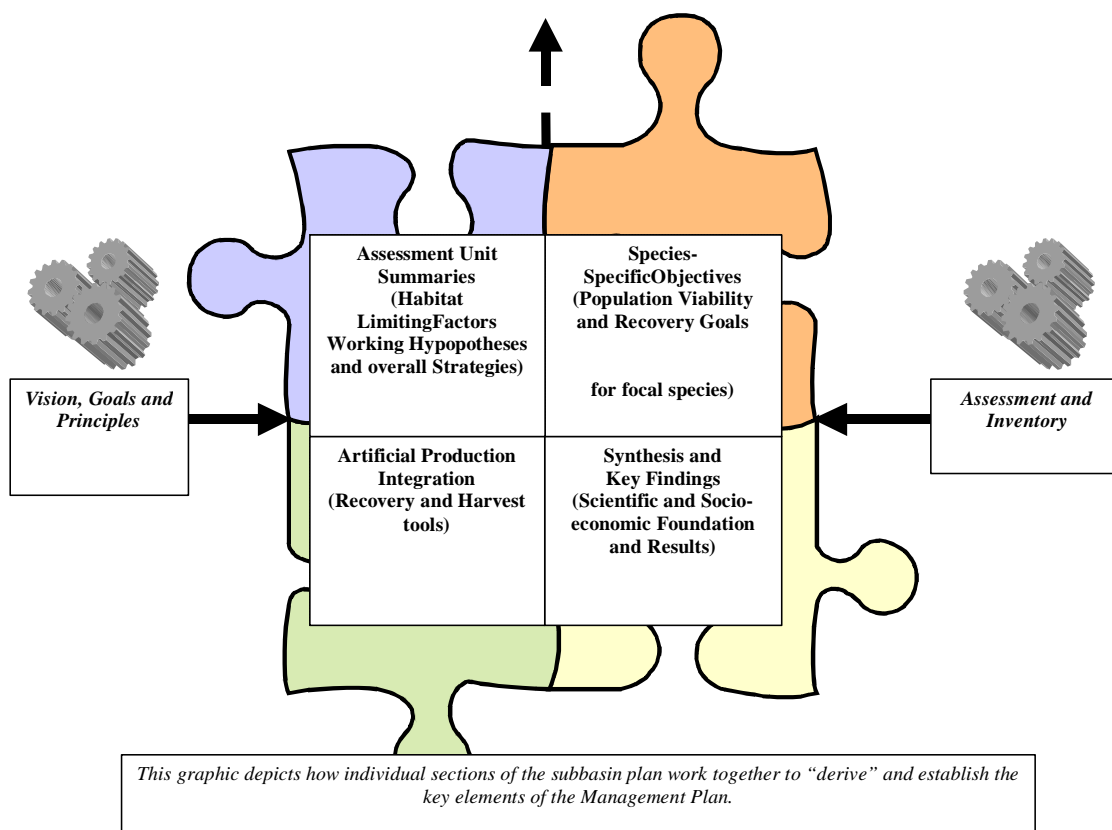 Assessment Unit
Summaries
(Habitat
LimitingFactors
Working Hypopotheses
and overall Strategies)
Species-
SpecificObjectives
(Population Viability
and Recovery Goals
for focal species)
Vision, Goals and
Principles
Assessment and
Inventory
Artificial Production
Integration
(Recovery and Harvest
tools)
Synthesis and
Key Findings
(Scientific and Socio-
economic Foundation
and Results)
This graphic depicts how individual sections of the subbasin plan work together to “derive” and establish the
key elements of the Management Plan.